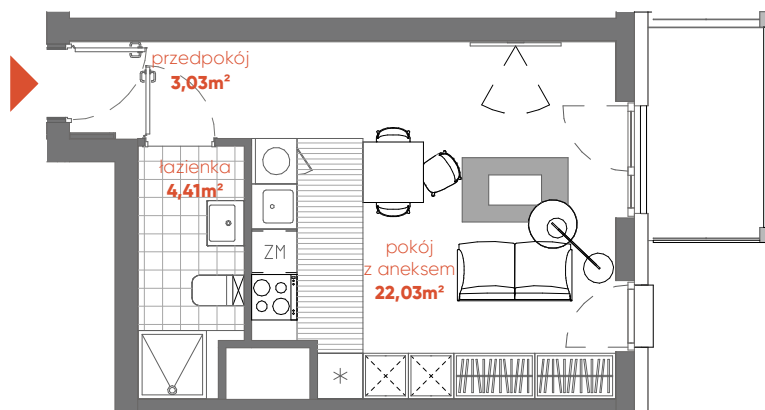 przedpokój
3,03m²
łazienka
4,41m²
ZM
pokój
z aneksem
22,03m²